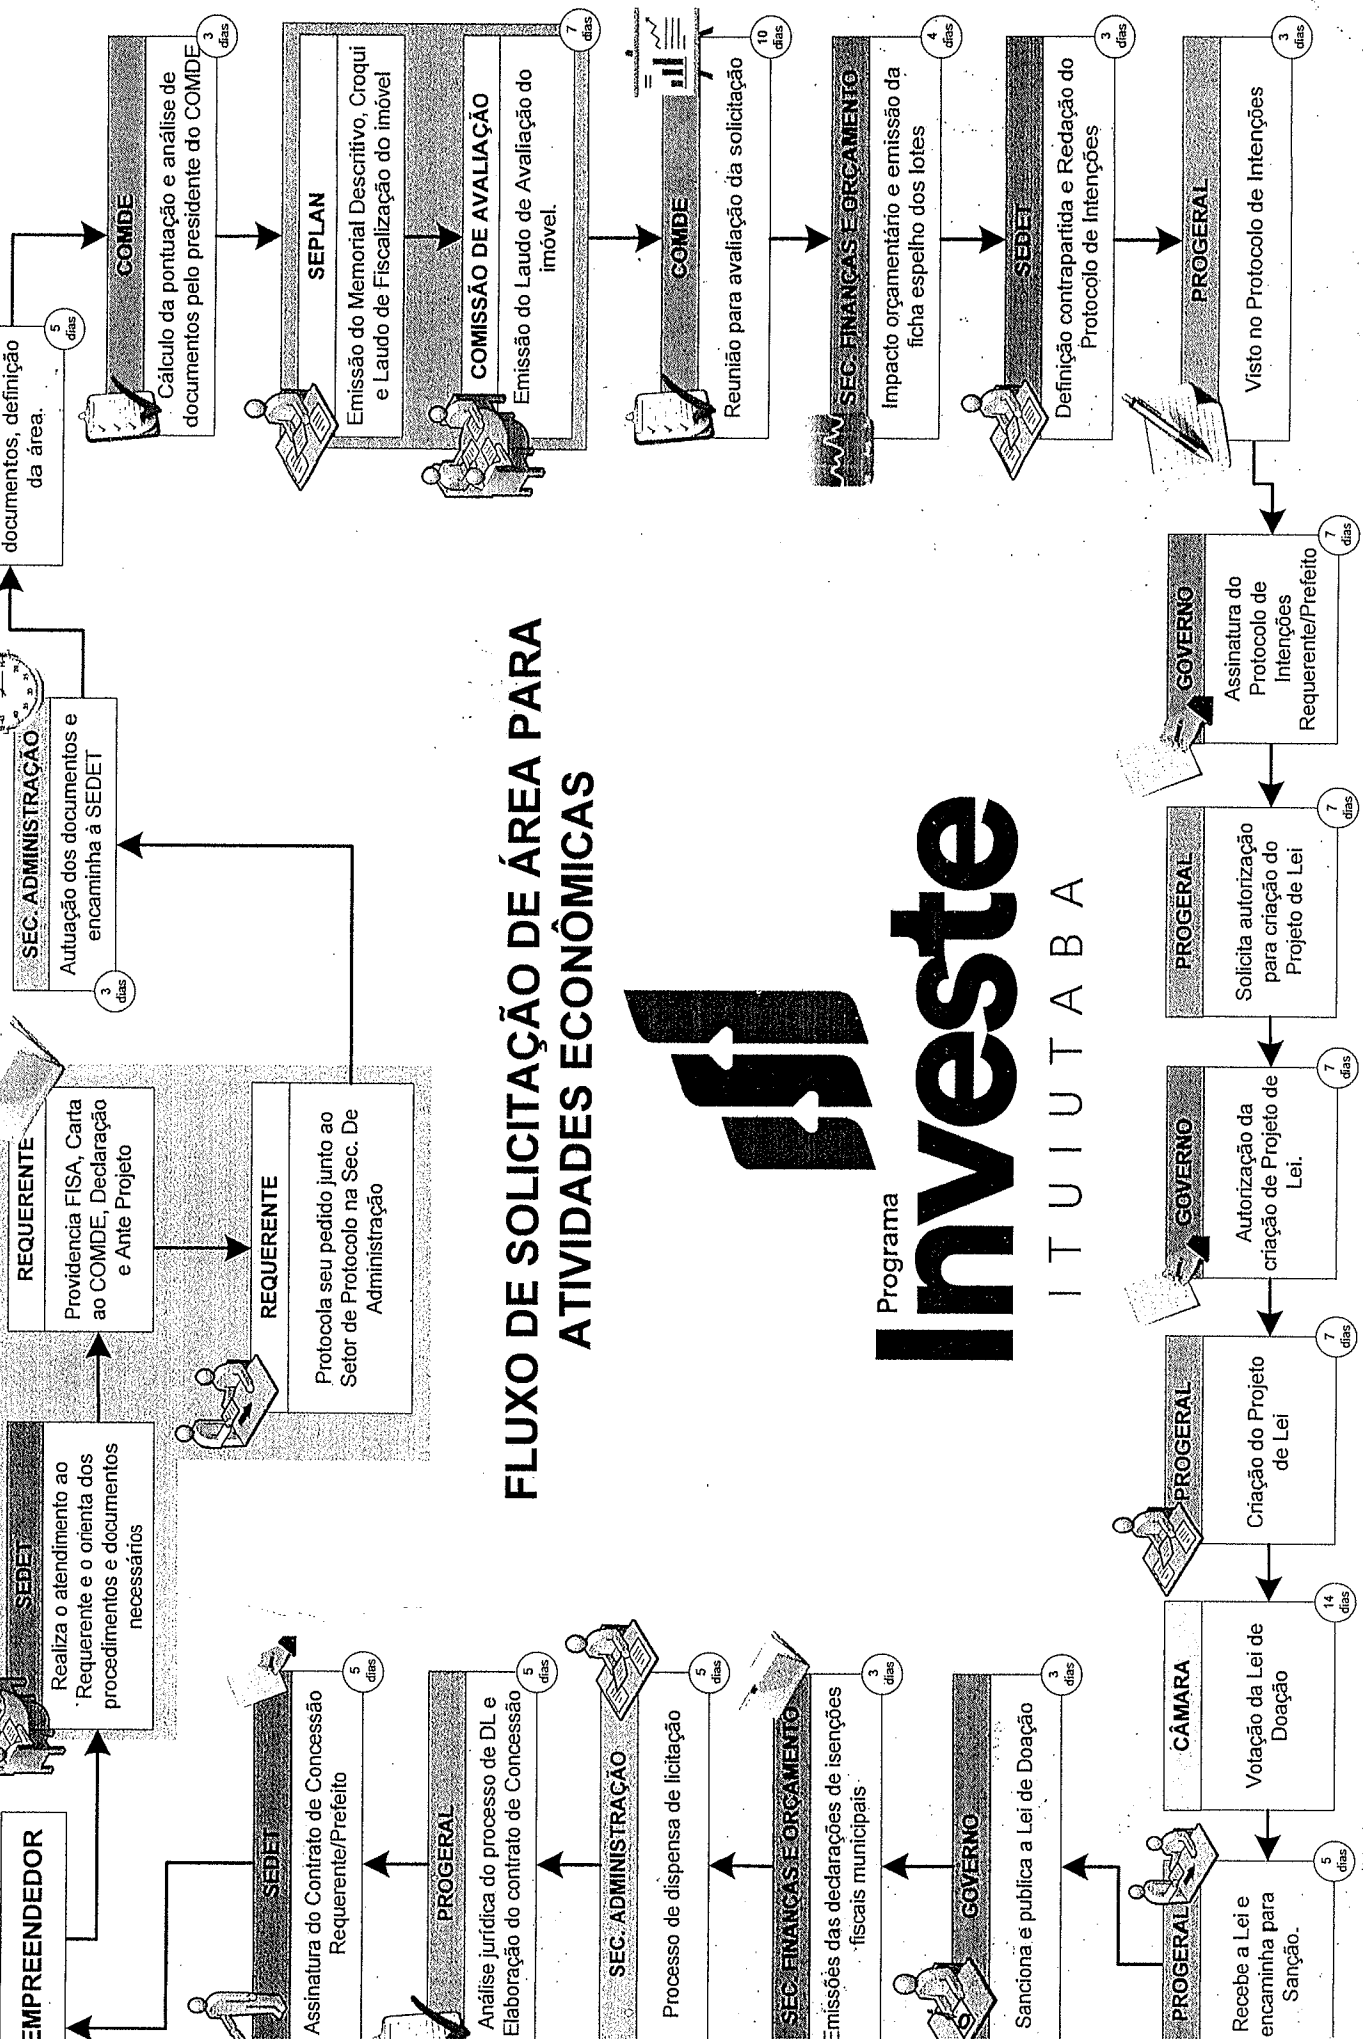 FLUXO DE SOLICITAÇÃO DE ÁREA PARA
ATIVIDADES ECONÔMICAS
Programa
Investe
ITUIUTABA
EMPREENDEDOR
SEDET
Realiza o atendimento ao
Requerente e o orienta dos
procedimentos e documentos
necessários
REQUERENTE
Providencia FISA, Carta
ao COMDE, Declaração
e Ante Projeto
REQUERENTE
Protocola seu pedido junto ao
Setor de Protocolo na Sec. De
Administração
SEC. ADMINISTRAÇÃO
Autuação dos documentos e
encaminha à SEDET
3
dias
documentos, definição
da área.
5
dias
COMDE
Cálculo da pontuação e análise de
documentos pelo presidente do COMDE
3
dias
SEPLAN
Emissão do Memorial Descritivo, Croqui
e Laudo de Fiscalização do imóvel
COMISSÃO DE AVALIAÇÃO
Emissão do Laudo de Avaliação do
imóvel.
7
dias
COMDE
Reunião para avaliação da solicitação
10
dias
SEC. FINANÇAS E ORÇAMENTO
Impacto orçamentário e emissão da
ficha espelho dos lotes
4
dias
SEDET
Definição contrapartida e Redação do
Protocolo de Intenções
3
dias
PROGERAL
Visto no Protocolo de Intenções
3
dias
GOVERNO
Assinatura do
Protocolo de
Intenções
Requerente/Prefeito
7
dias
PROGERAL
Solicita autorização
para criação do
Projeto de Lei
7
dias
GOVERNO
Autorização da
criação de Projeto de
Lei.
7
dias
PROGERAL
Criação do Projeto
de Lei
7
dias
CÂMARA
Votação da Lei de
Doação
14
dias
PROGERAL
Recebe a Lei e
encaminha para
Sanção.
5
dias
GOVERNO
Sanciona e publica a Lei de Doação
3
dias
SEC. FINANÇAS E ORÇAMENTO
Emissões das declarações de isenções
fiscais municipais
3
dias
SEC. ADMINISTRAÇÃO
Processo de dispensa de licitação
5
dias
PROGERAL
Análise jurídica do processo de DL e
Elaboração do contrato de Concessão
5
dias
SEDET
Assinatura do Contrato de Concessão
Requerente/Prefeito
5
dias